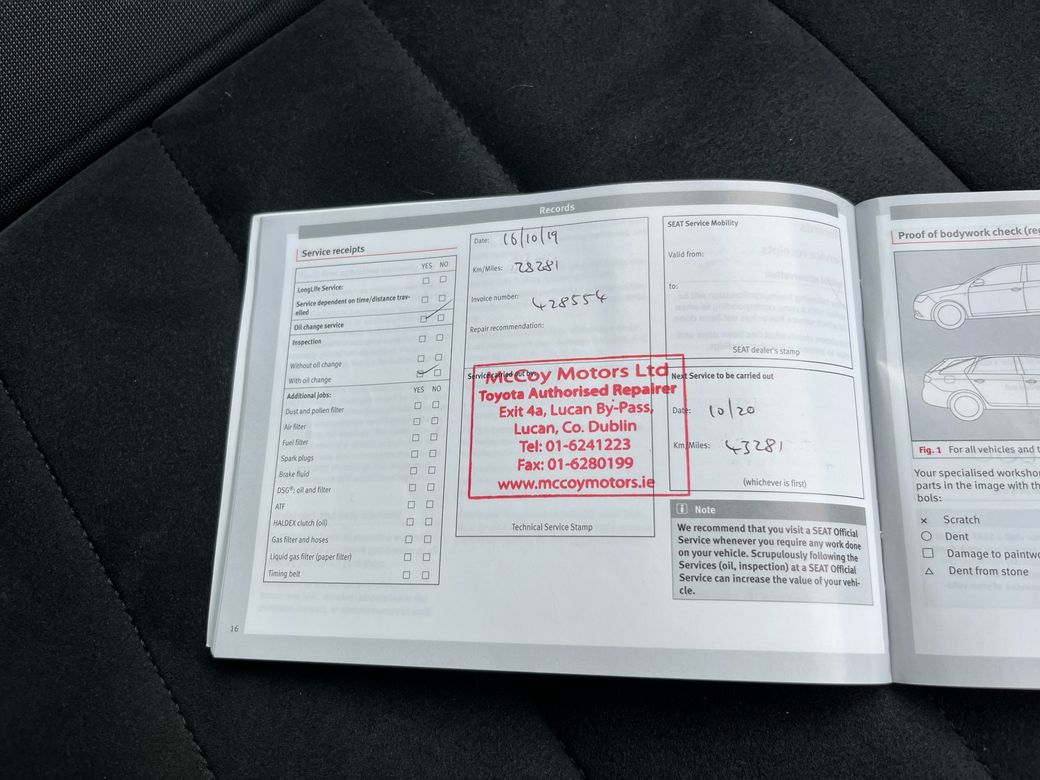 Records
Service receipts
YES NO
LongLife Service:
Service dependent on time/distance trav-
elled
Oil change service
Inspection
Without oil change
With oil change
Additional jobs: YES NO
Dust and pollen filter
Air filter
Fuel filter
Spark plugs
Brake fluid
DSG®: oil and filter
ATF
HALDEX clutch (oil)
Gas filter and hoses
Liquid gas filter (paper filter)
Timing belt
16
Date: 16/10/19
Km/Miles: 28281
Invoice number: 428554
Repair recommendation:
Service carried out by:
McCoy Motors Ltd
Toyota Authorised Repairer
Exit 4a, Lucan By-Pass,
Lucan, Co. Dublin
Tel: 01-6241223
Fax: 01-6280199
www.mccoymotors.ie
Technical Service Stamp
SEAT Service Mobility
Valid from:
to:
SEAT dealer's stamp
Next Service to be carried out
Date: 10/20
Km/Miles: 43281
(whichever is first)
i Note
We recommend that you visit a SEAT Official
Service whenever you require any work done
on your vehicle. Scrupulously following the
Services (oil, inspection) at a SEAT Official
Service can increase the value of your vehi-
cle.
Proof of bodywork check (reg
Fig. 1 For all vehicles and t
Your specialised worksho
parts in the image with th
bols:
× Scratch
○ Dent
□ Damage to paintwo
△ Dent from stone